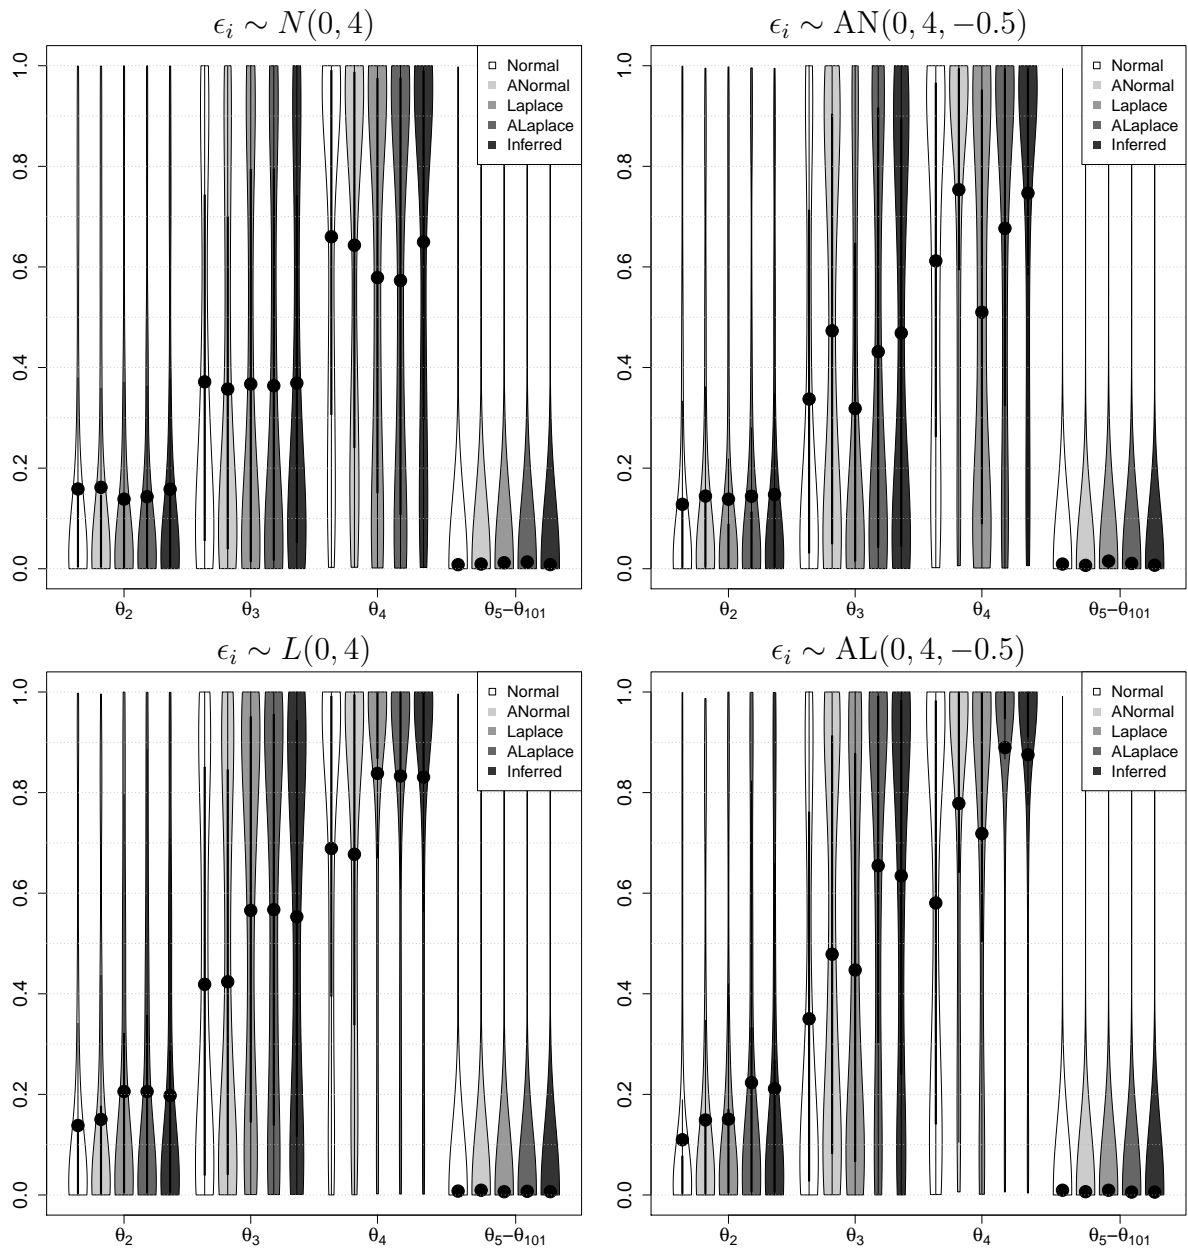 ϵᵢ ∼ N(0, 4)
1.0
0.8
0.6
0.4
0.2
0.0
Normal
ANormal
Laplace
ALaplace
Inferred
θ₂ θ₃ θ₄ θ₅−θ₁₀₁
ϵᵢ ∼ AN(0, 4, −0.5)
1.0
0.8
0.6
0.4
0.2
0.0
Normal
ANormal
Laplace
ALaplace
Inferred
θ₂ θ₃ θ₄ θ₅−θ₁₀₁
ϵᵢ ∼ L(0, 4)
1.0
0.8
0.6
0.4
0.2
0.0
Normal
ANormal
Laplace
ALaplace
Inferred
θ₂ θ₃ θ₄ θ₅−θ₁₀₁
ϵᵢ ∼ AL(0, 4, −0.5)
1.0
0.8
0.6
0.4
0.2
0.0
Normal
ANormal
Laplace
ALaplace
Inferred
θ₂ θ₃ θ₄ θ₅−θ₁₀₁